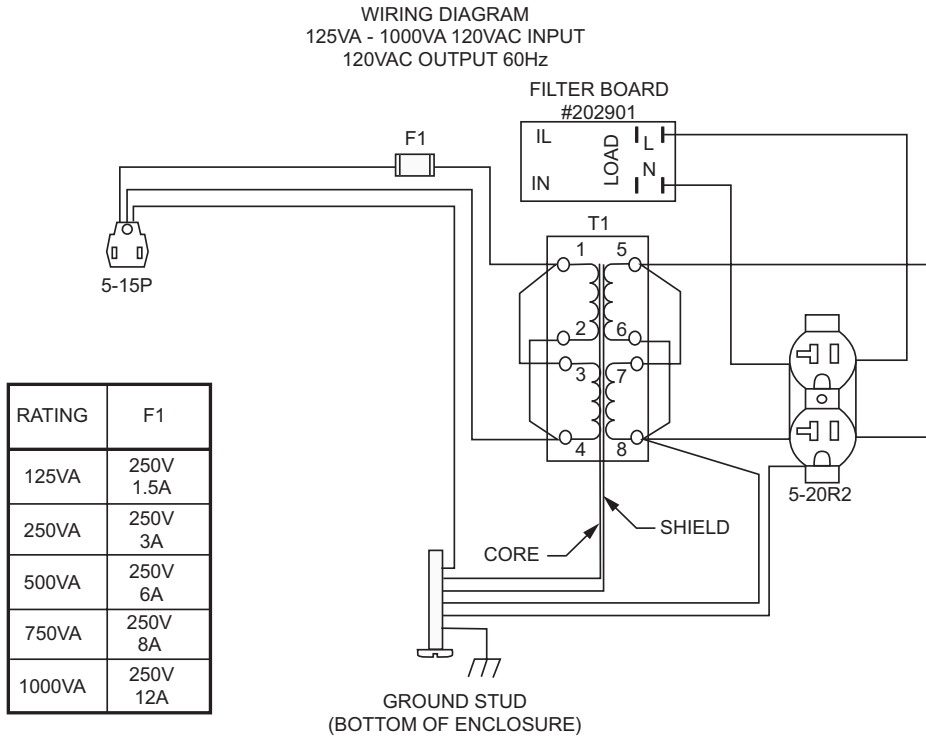 WIRING DIAGRAM
125VA - 1000VA 120VAC INPUT
120VAC OUTPUT 60Hz
FILTER BOARD
#202901
IL
IN
LOAD
L
N
F1
5-15P
T1
1
5
2
6
3
7
4
8
5-20R2
SHIELD
CORE
RATING F1
125VA 250V
1.5A
250VA 250V
3A
500VA 250V
6A
750VA 250V
8A
1000VA 250V
12A
GROUND STUD
(BOTTOM OF ENCLOSURE)